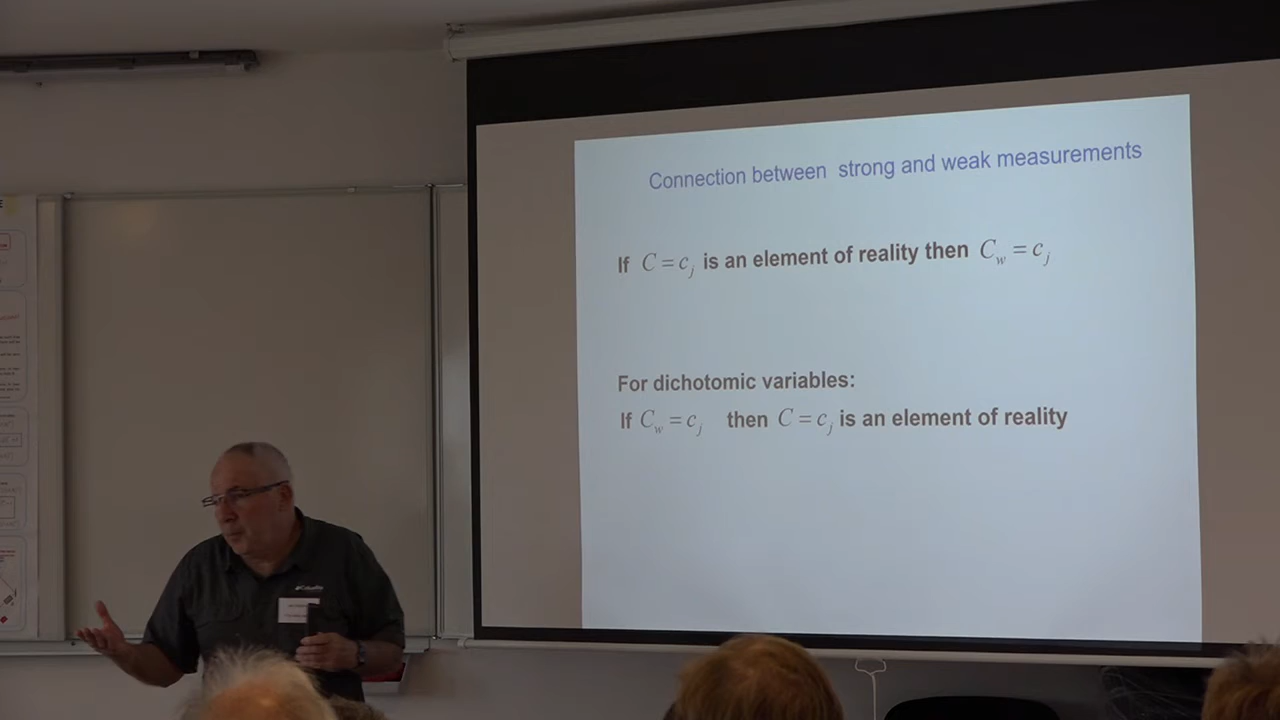 Connection between strong and weak measurements
If C = c_j is an element of reality then C_w = c_j
For dichotomic variables:
If C_w = c_j then C = c_j is an element of reality
Columbia